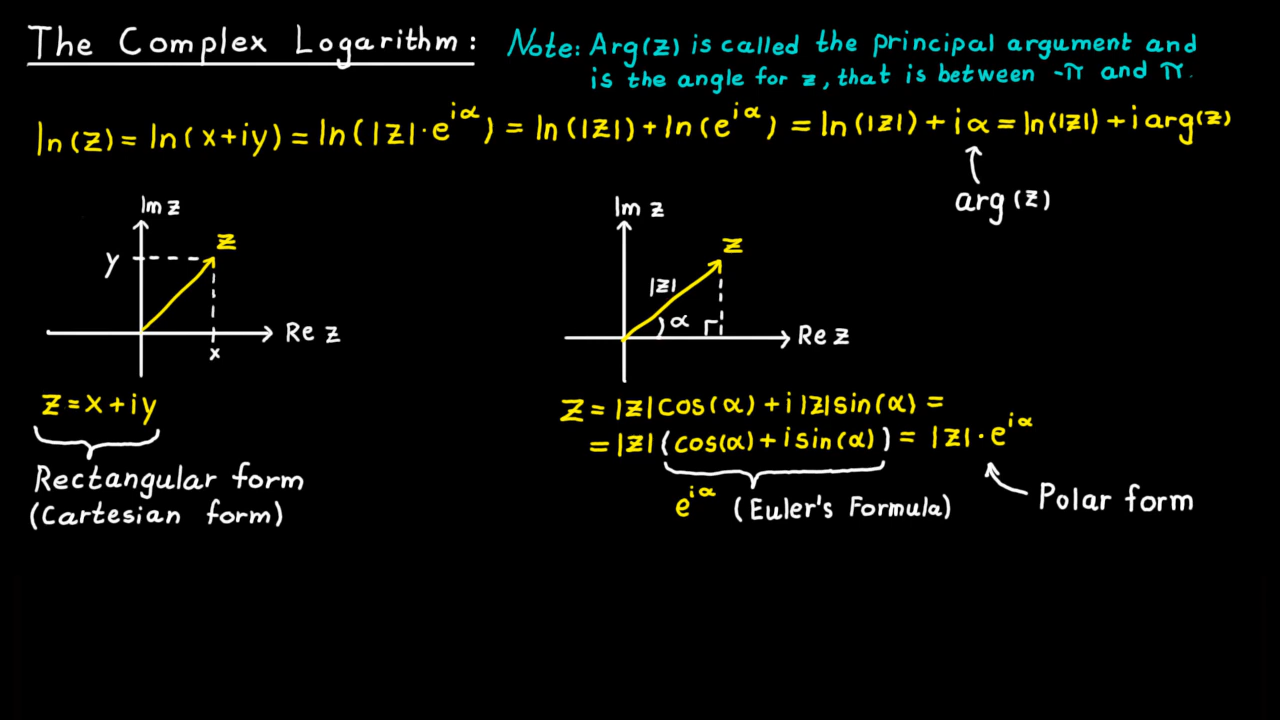 The Complex Logarithm:
Note: Arg(z) is called the principal argument and
is the angle for z, that is between -π and π.
ln(z) = ln(x+iy) = ln(|z|·e^{iα}) = ln(|z|) + ln(e^{iα}) = ln(|z|) + iα = ln(|z|) + i arg(z)
arg(z)
Im z
y
z
x
Re z
z = x + iy
Rectangular form
(Cartesian form)
Im z
z
|z|
α
Re z
z = |z|cos(α) + i|z|sin(α) =
= |z|(cos(α) + i sin(α)) = |z|·e^{iα}
e^{iα} (Euler's Formula)
Polar form